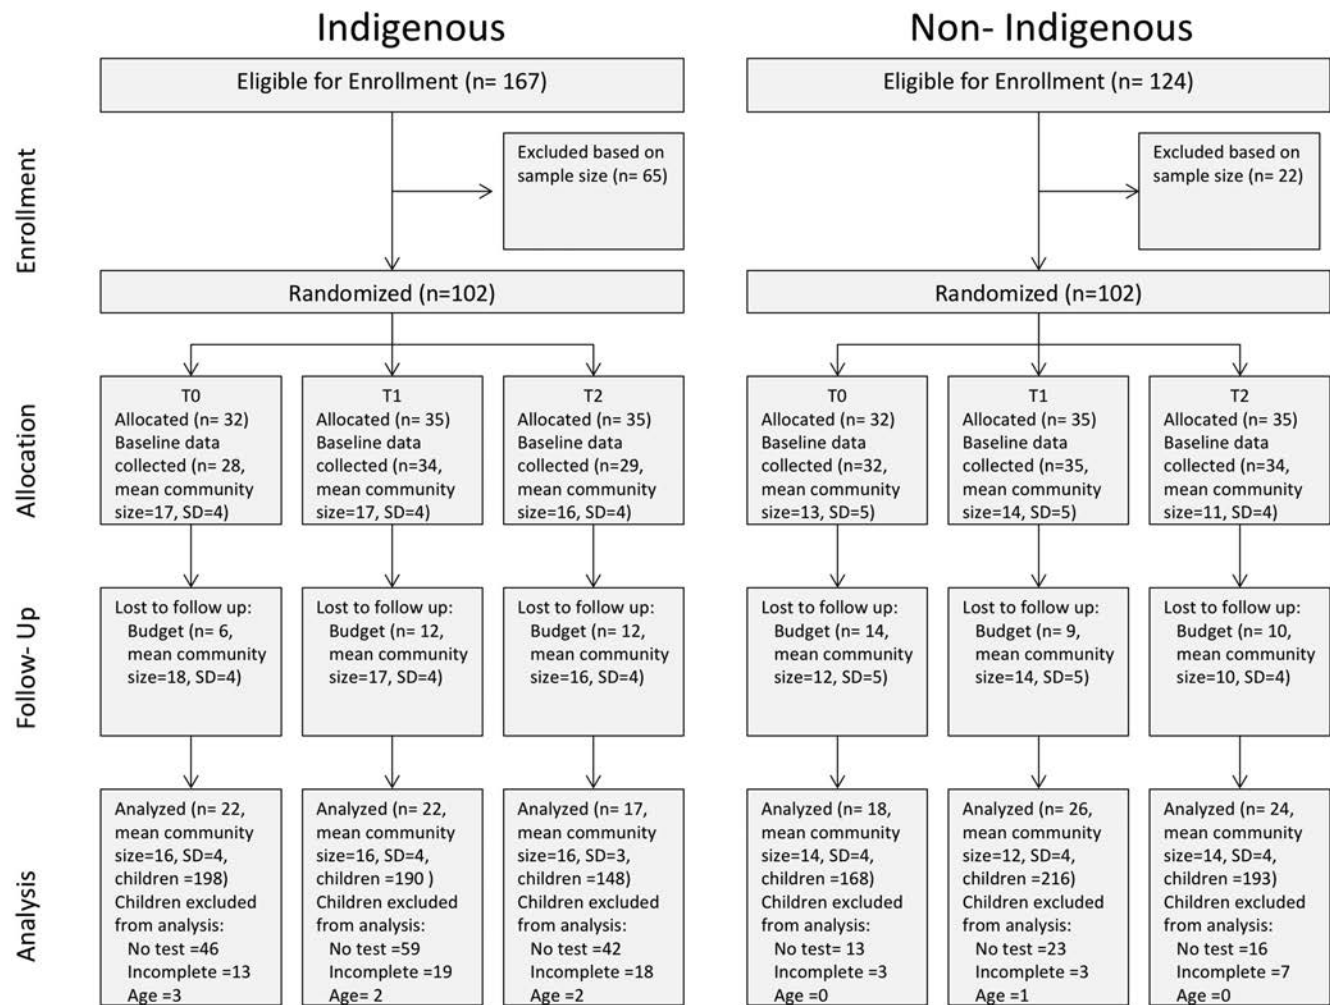 Indigenous
Non- Indigenous
Enrollment
Eligible for Enrollment (n= 167)
Excluded based on
sample size (n= 65)
Randomized (n=102)
Eligible for Enrollment (n= 124)
Excluded based on
sample size (n= 22)
Randomized (n=102)
Allocation
T0
Allocated (n= 32)
Baseline data
collected (n= 28,
mean community
size=17, SD=4)
T1
Allocated (n= 35)
Baseline data
collected (n=34,
mean community
size=17, SD=4)
T2
Allocated (n= 35)
Baseline data
collected (n=29,
mean community
size=16, SD=4)
T0
Allocated (n= 32)
Baseline data
collected (n=32,
mean community
size=13, SD=5)
T1
Allocated (n= 35)
Baseline data
collected (n=35,
mean community
size=14, SD=5)
T2
Allocated (n= 35)
Baseline data
collected (n=34,
mean community
size=11, SD=4)
Follow- Up
Lost to follow up:
Budget (n= 6,
mean community
size=18, SD=4)
Lost to follow up:
Budget (n= 12,
mean community
size=17, SD=4)
Lost to follow up:
Budget (n= 12,
mean community
size=16, SD=4)
Lost to follow up:
Budget (n= 14,
mean community
size=12, SD=5)
Lost to follow up:
Budget (n= 9,
mean community
size=14, SD=5)
Lost to follow up:
Budget (n= 10,
mean community
size=10, SD=4)
Analysis
Analyzed (n= 22,
mean community
size=16, SD=4,
children =198)
Children excluded
from analysis:
No test =46
Incomplete =13
Age =3
Analyzed (n= 22,
mean community
size=16, SD=4,
children =190 )
Children excluded
from analysis:
No test =59
Incomplete =19
Age= 2
Analyzed (n= 17,
mean community
size=16, SD=3,
children =148)
Children excluded
from analysis:
No test =42
Incomplete =18
Age =2
Analyzed (n= 18,
mean community
size=14, SD=4,
children =168)
Children excluded
from analysis:
No test= 13
Incomplete =3
Age =0
Analyzed (n= 26,
mean community
size=12, SD=4,
children =216)
Children excluded
from analysis:
No test =23
Incomplete =3
Age =1
Analyzed (n= 24,
mean community
size=14, SD=4,
children =193)
Children excluded
from analysis:
No test =16
Incomplete =7
Age =0